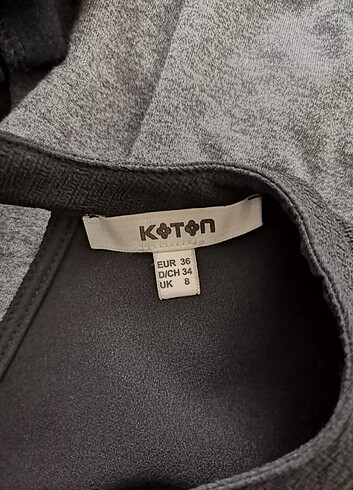 KOTON
EUR 36
D/CH 34
UK 8